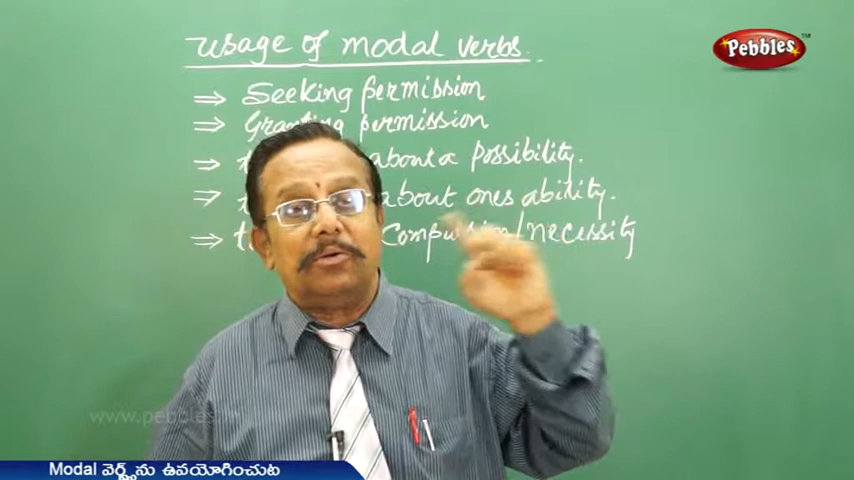 usage of modal verbs.
Pebbles
TM
⇒ Seeking permission
⇒ Granting permission
⇒ about a possibility.
⇒ about ones ability.
⇒ Compulsion/necessity
www.pebbles
Modal వెర్బ్స్‌ను ఉపయోగించుట